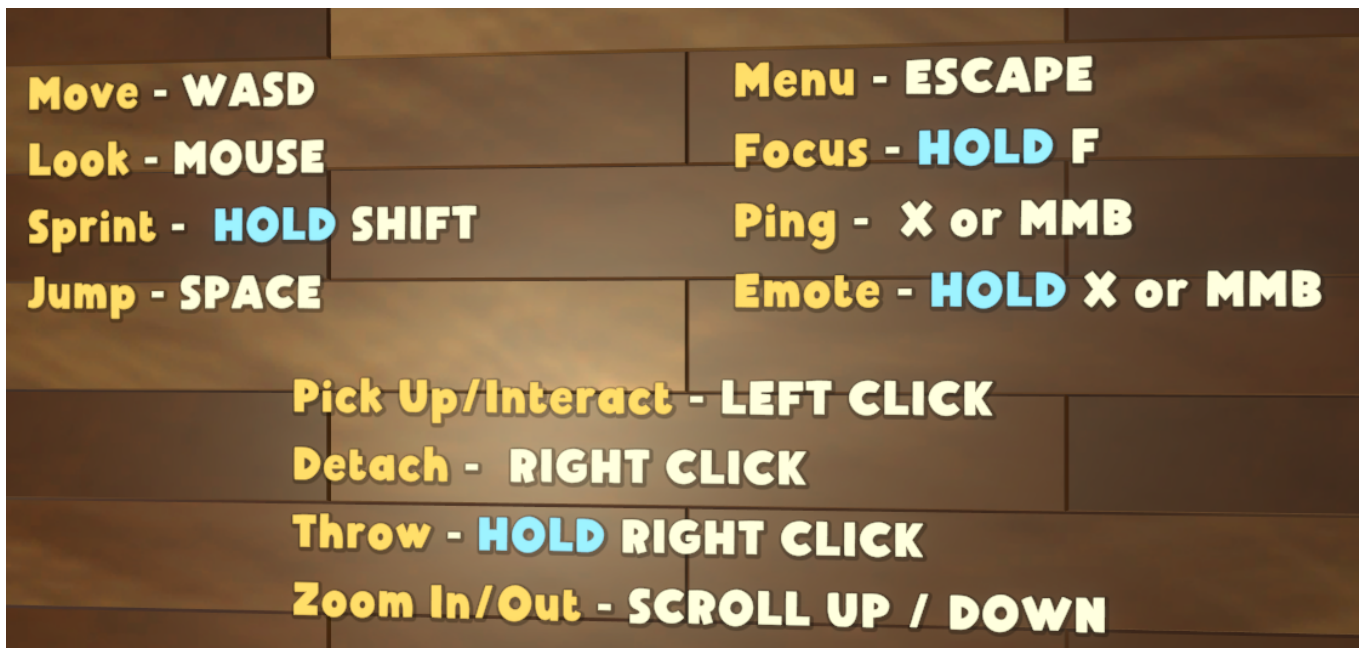 Move - WASD
Look - MOUSE
Sprint - HOLD SHIFT
Jump - SPACE
Menu - ESCAPE
Focus - HOLD F
Ping - X or MMB
Emote - HOLD X or MMB
Pick Up/Interact - LEFT CLICK
Detach - RIGHT CLICK
Throw - HOLD RIGHT CLICK
Zoom In/Out - SCROLL UP / DOWN